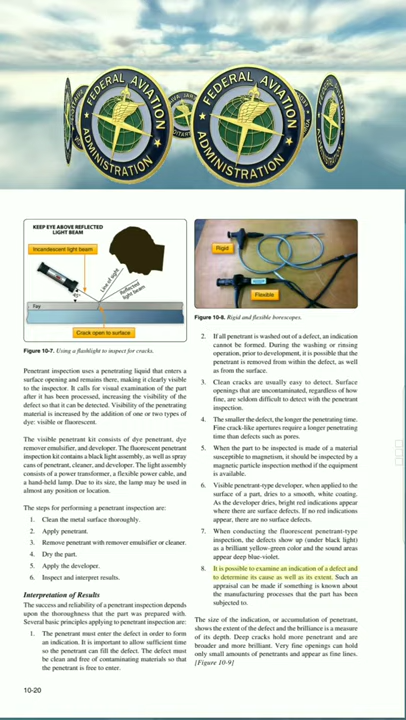 FEDERAL AVIATION
ADMINISTRATION
FEDERAL AVIATION
ADMINISTRATION
KEEP EYE ABOVE REFLECTED
LIGHT BEAM
Incandescent light beam
Line of sight
Reflected
light beam
45°
Fay
Crack open to surface
Figure 10-7. Using a flashlight to inspect for cracks.
Penetrant inspection uses a penetrating liquid that enters a
surface opening and remains there, making it clearly visible
to the inspector. It calls for visual examination of the part
after it has been processed, increasing the visibility of the
defect so that it can be detected. Visibility of the penetrating
material is increased by the addition of one or two types of
dye: visible or fluorescent.
The visible penetrant kit consists of dye penetrant, dye
remover emulsifier, and developer. The fluorescent penetrant
inspection kit contains a black light assembly, as well as spray
cans of penetrant, cleaner, and developer. The light assembly
consists of a power transformer, a flexible power cable, and
a hand-held lamp. Due to its size, the lamp may be used in
almost any position or location.
The steps for performing a penetrant inspection are:
1. Clean the metal surface thoroughly.
2. Apply penetrant.
3. Remove penetrant with remover emulsifier or cleaner.
4. Dry the part.
5. Apply the developer.
6. Inspect and interpret results.
Interpretation of Results
The success and reliability of a penetrant inspection depends
upon the thoroughness that the part was prepared with.
Several basic principles applying to penetrant inspection are:
1. The penetrant must enter the defect in order to form
an indication. It is important to allow sufficient time
so the penetrant can fill the defect. The defect must
be clean and free of contaminating materials so that
the penetrant is free to enter.
10-20
Rigid
Flexible
Figure 10-8. Rigid and flexible borescopes.
2. If all penetrant is washed out of a defect, an indication
cannot be formed. During the washing or rinsing
operation, prior to development, it is possible that the
penetrant is removed from within the defect, as well
as from the surface.
3. Clean cracks are usually easy to detect. Surface
openings that are uncontaminated, regardless of how
fine, are seldom difficult to detect with the penetrant
inspection.
4. The smaller the defect, the longer the penetrating time.
Fine crack-like apertures require a longer penetrating
time than defects such as pores.
5. When the part to be inspected is made of a material
susceptible to magnetism, it should be inspected by a
magnetic particle inspection method if the equipment
is available.
6. Visible penetrant-type developer, when applied to the
surface of a part, dries to a smooth, white coating.
As the developer dries, bright red indications appear
where there are surface defects. If no red indications
appear, there are no surface defects.
7. When conducting the fluorescent penetrant-type
inspection, the defects show up (under black light)
as a brilliant yellow-green color and the sound areas
appear deep blue-violet.
8. It is possible to examine an indication of a defect and
to determine its cause as well as its extent. Such an
appraisal can be made if something is known about
the manufacturing processes that the part has been
subjected to.
The size of the indication, or accumulation of penetrant,
shows the extent of the defect and the brilliance is a measure
of its depth. Deep cracks hold more penetrant and are
broader and more brilliant. Very fine openings can hold
only small amounts of penetrants and appear as fine lines.
[Figure 10-9]